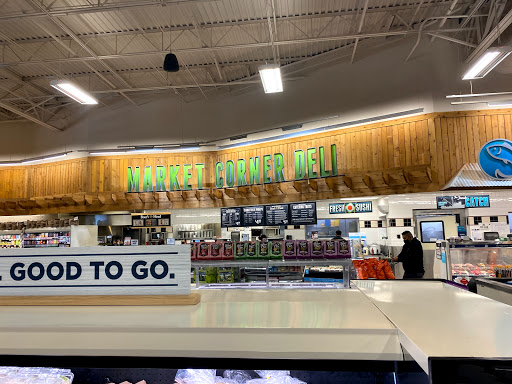 MARKET CORNER DELI
FRESH SUSHI
CATCH
. GOOD TO GO.